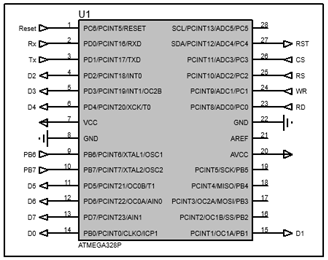 U1
Reset 1 PC6/PCINT5/RESET SCL/PCINT13/ADC5/PC5 28
Rx 2 PD0/PCINT16/RXD SDA/PCINT12/ADC4/PC4 27 RST
Tx 3 PD1/PCINT17/TXD PCINT11/ADC3/PC3 26 CS
D2 4 PD2/PCINT18/INT0 PCINT10/ADC2/PC2 25 RS
D3 5 PD3/PCINT19/INT1/OC2B PCINT9/ADC1/PC1 24 WR
D4 6 PD4/PCINT20/XCK/T0 PCINT8/ADC0/PC0 23 RD
7 VCC GND 22
8 GND AREF 21
PB6 9 PB6/PCINT6/XTAL1/OSC1 AVCC 20
PB7 10 PB7/PCINT7/XTAL2/OSC2 PCINT5/SCK/PB5 19
D5 11 PD5/PCINT21/OC0B/T1 PCINT4/MISO/PB4 18
D6 12 PD6/PCINT22/OC0A/AIN0 PCINT3/OC2A/MOSI/PB3 17
D7 13 PD7/PCINT23/AIN1 PCINT2/OC1B/SS/PB2 16
D0 14 PB0/PCINT0/CLKO/ICP1 PCINT1/OC1A/PB1 15 D1
ATMEGA328P